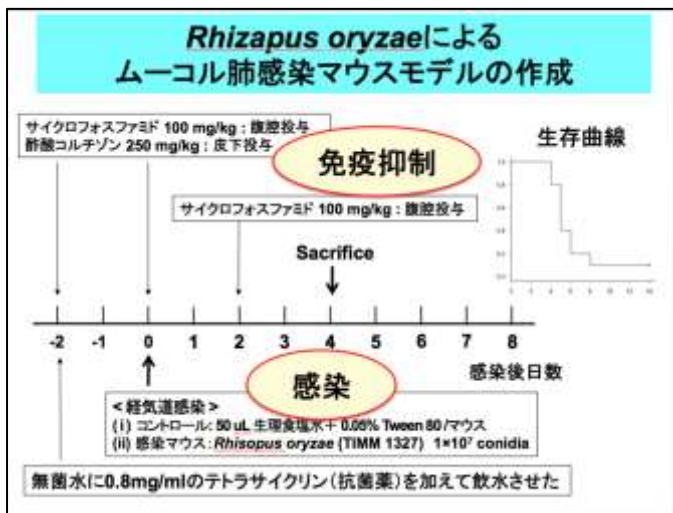 Rhizapus oryzaeによる
ムーコル肺感染マウスモデルの作成
サイクロフォスファミド 100 mg/kg : 腹腔投与
酢酸コルチゾン 250 mg/kg : 皮下投与
免疫抑制
生存曲線
サイクロフォスファミド 100 mg/kg : 腹腔投与
Sacrifice
-2 -1 0 1 2 3 4 5 6 7 8
感染後日数
感染
< 経気道感染 >
(i) コントロール: 50 uL 生理食塩水+ 0.05% Tween 80 /マウス
(ii) 感染マウス: Rhisopus oryzae (TIMM 1327) 1×10⁷ conidia
無菌水に0.8mg/mlのテトラサイクリン(抗菌薬)を加えて飲水させた